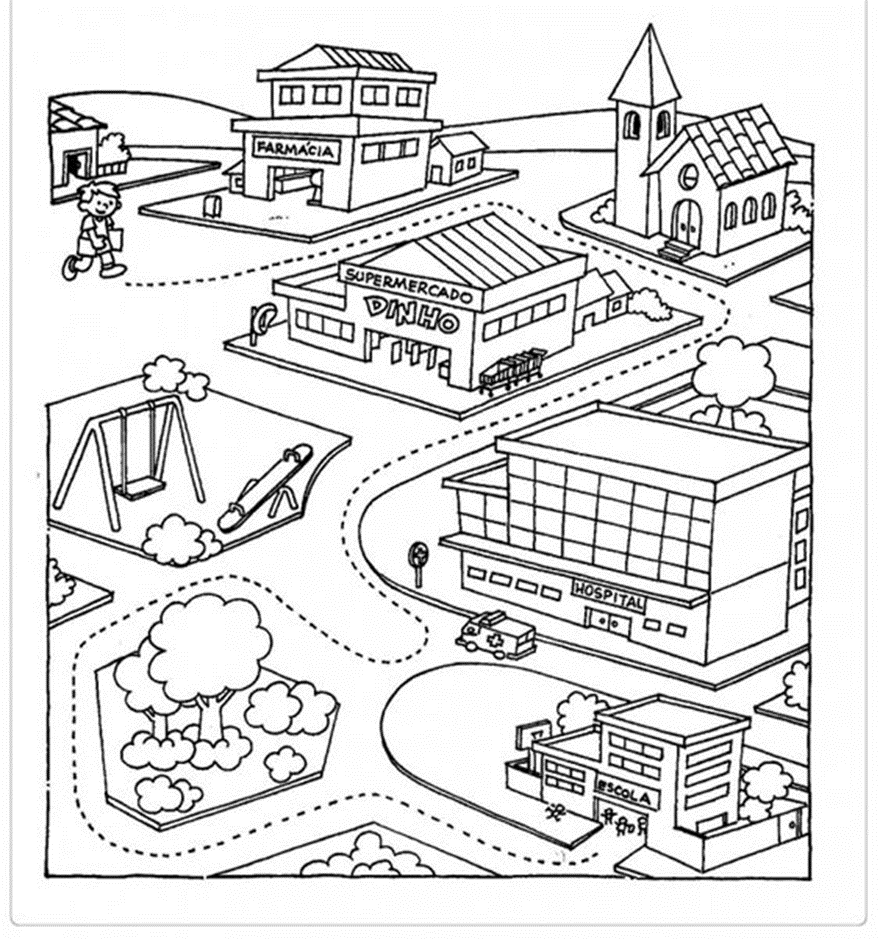 FARMÁCIA
SUPERMERCADO
DINHO
HOSPITAL
ESCOLA